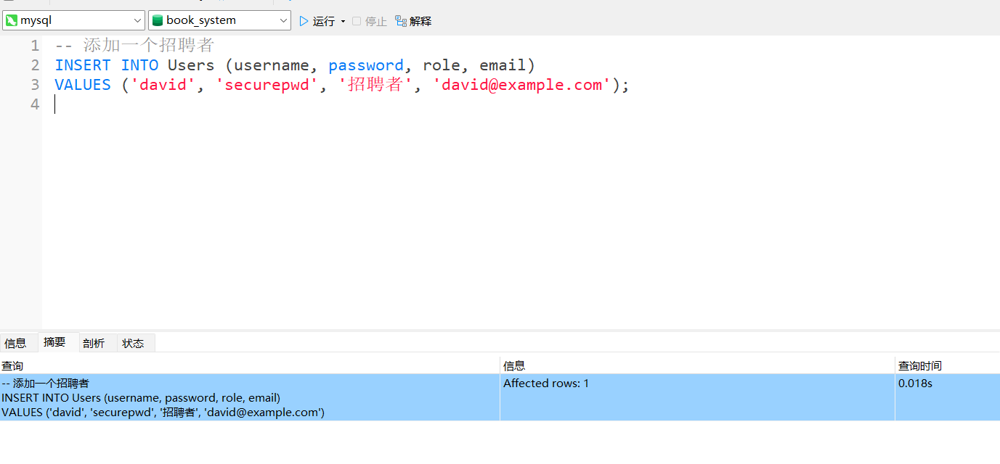 mysql book_system 运行 停止 解释
1 -- 添加一个招聘者
2 INSERT INTO Users (username, password, role, email)
3 VALUES ('david', 'securepwd', '招聘者', 'david@example.com');
4
信息 摘要 剖析 状态
查询 信息 查询时间
-- 添加一个招聘者 Affected rows: 1 0.018s
INSERT INTO Users (username, password, role, email)
VALUES ('david', 'securepwd', '招聘者', 'david@example.com')